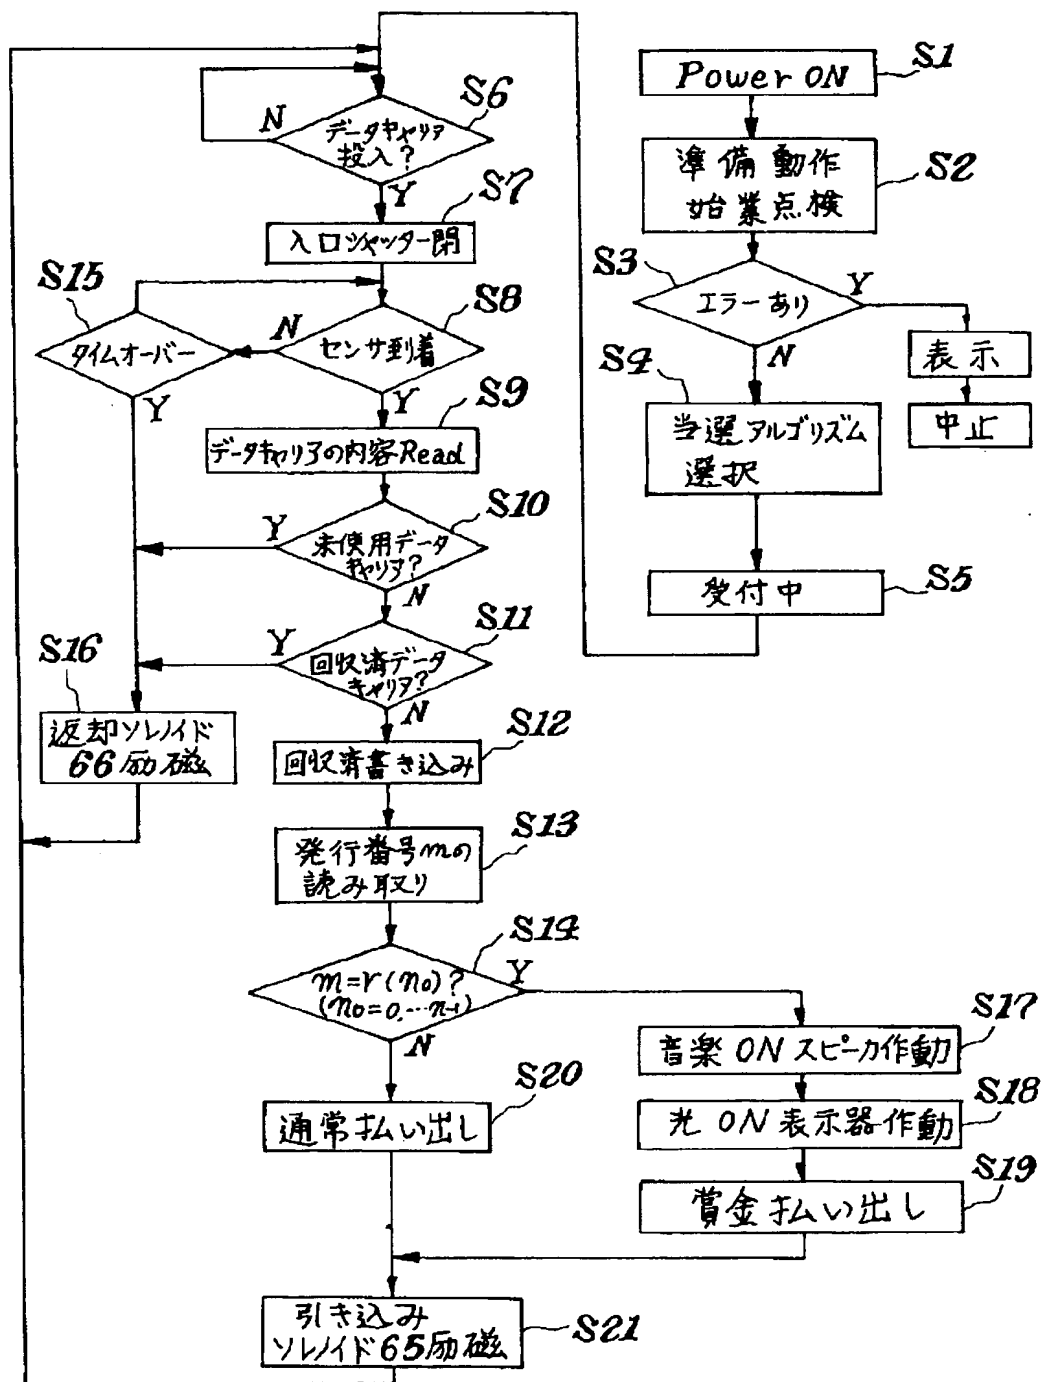 S1
Power ON
S2
準備動作
始業点検
S3
エラーあり
Y
N
表示
中止
S4
当選アルゴリズム
選択
S5
受付中
S6
データキャリア
投入?
N
Y
S7
入口シャッター閉
S8
センサ到着
N
Y
S15
タイムオーバー
Y
S9
データキャリアの内容Read
S10
未使用データ
キャリア?
Y
N
S11
回収済データ
キャリア?
Y
N
S16
返却ソレノイド
66励磁
S12
回収済書き込み
S13
発行番号mの
読み取り
S14
m=r(n0)?
(n0=0,…n-1)
Y
N
S17
音楽ONスピーカ作動
S18
光ON表示器作動
S19
賞金払い出し
S20
通常払い出し
S21
引き込み
ソレノイド65励磁